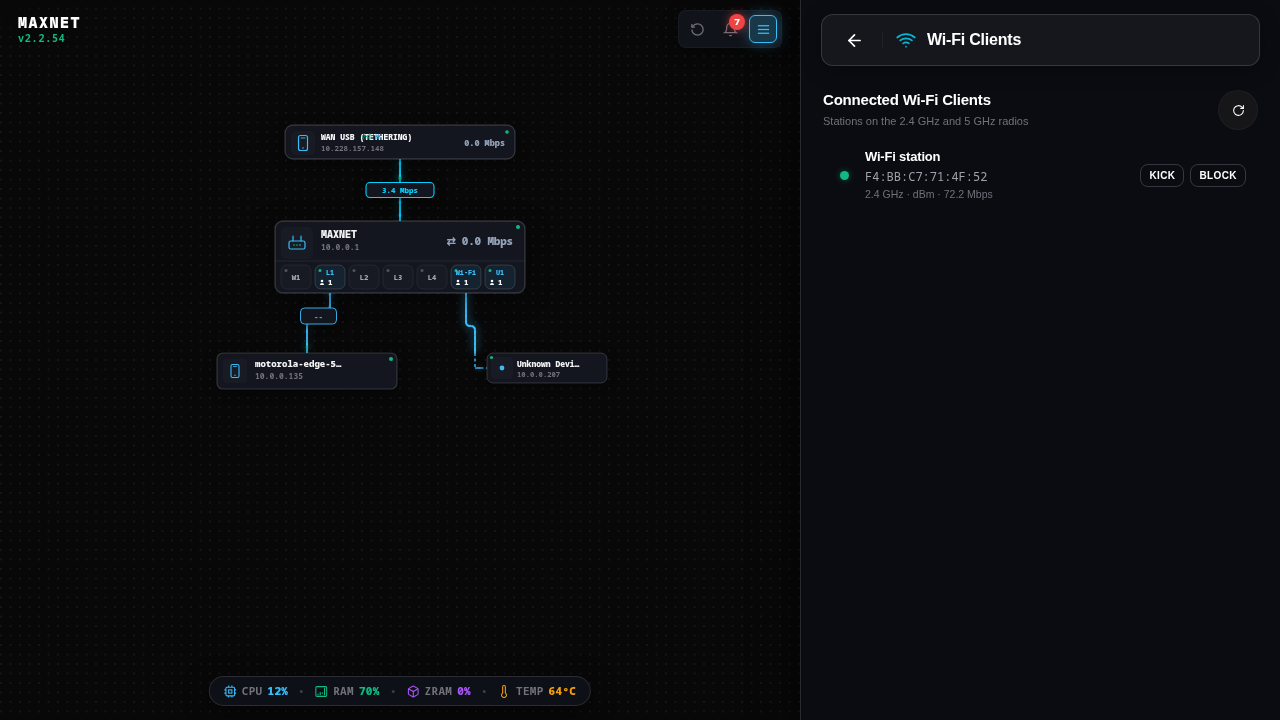 MAXNET
v2.2.54
7
WAN USB (TETHERING)
10.228.157.148
0.0 Mbps
3.4 Mbps
MAXNET
10.0.0.1
⇄ 0.0 Mbps
W1
L1
1
L2
L3
L4
Wi-Fi
1
U1
1
--
motorola-edge-5…
10.0.0.135
Unknown Devi…
10.0.0.207
CPU 12% • RAM 70% • ZRAM 0% • TEMP 64°C
Wi-Fi Clients
Connected Wi-Fi Clients
Stations on the 2.4 GHz and 5 GHz radios
Wi-Fi station
F4:BB:C7:71:4F:52
2.4 GHz · dBm · 72.2 Mbps
KICK
BLOCK